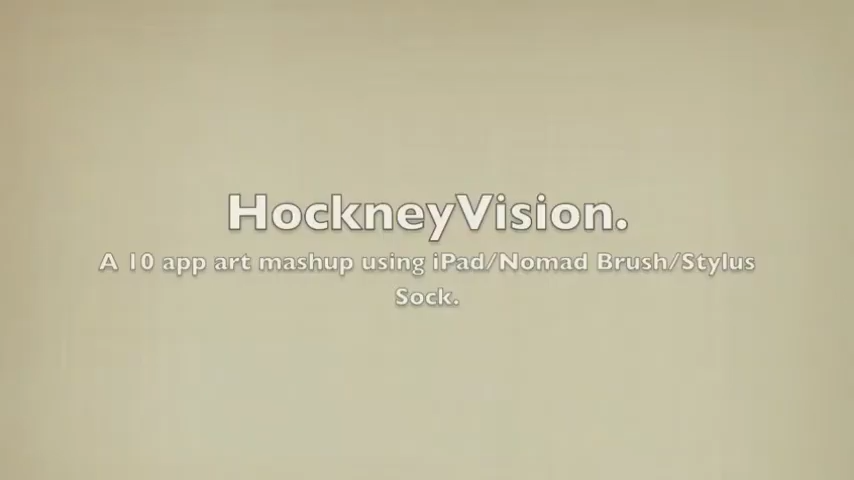 HockneyVision.
A 10 app art mashup using iPad/Nomad Brush/Stylus
Sock.